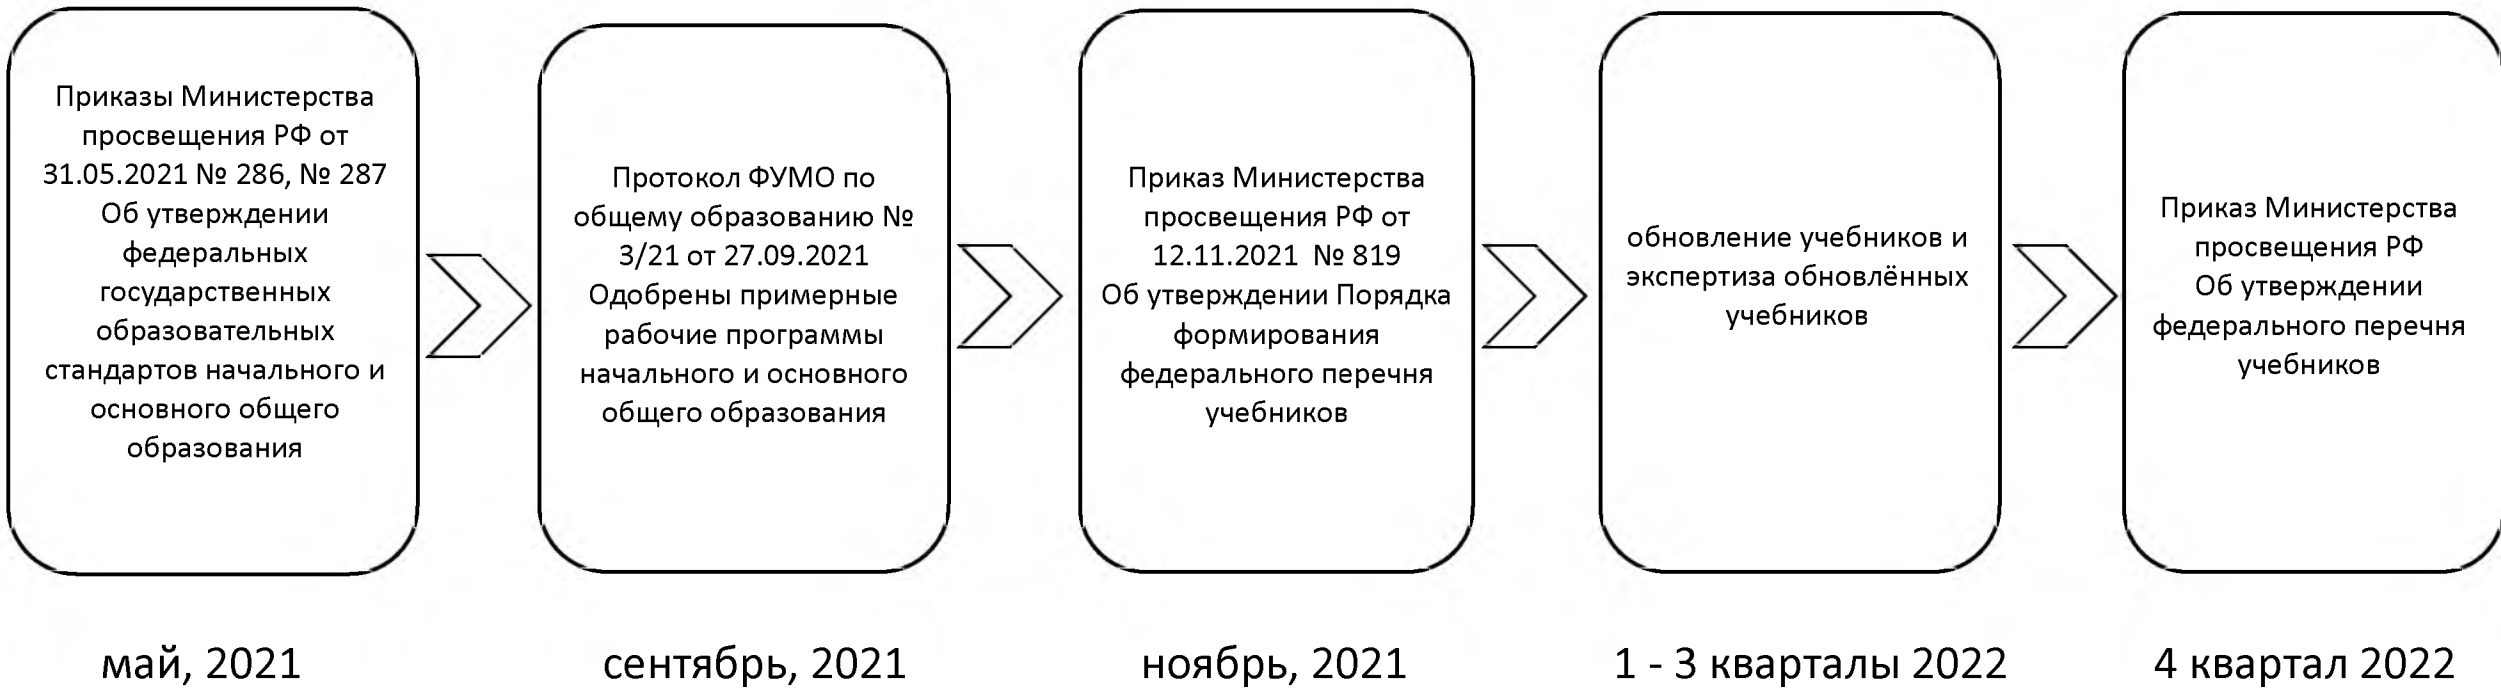 Приказы Министерства
просвещения РФ от
31.05.2021 № 286, № 287
Об утверждении
федеральных
государственных
образовательных
стандартов начального и
основного общего
образования
Протокол ФУМО по
общему образованию №
3/21 от 27.09.2021
Одобрены примерные
рабочие программы
начального и основного
общего образования
Приказ Министерства
просвещения РФ от
12.11.2021 № 819
Об утверждении Порядка
формирования
федерального перечня
учебников
обновление учебников и
экспертиза обновлённых
учебников
Приказ Министерства
просвещения РФ
Об утверждении
федерального перечня
учебников
май, 2021
сентябрь, 2021
ноябрь, 2021
1 - 3 кварталы 2022
4 квартал 2022